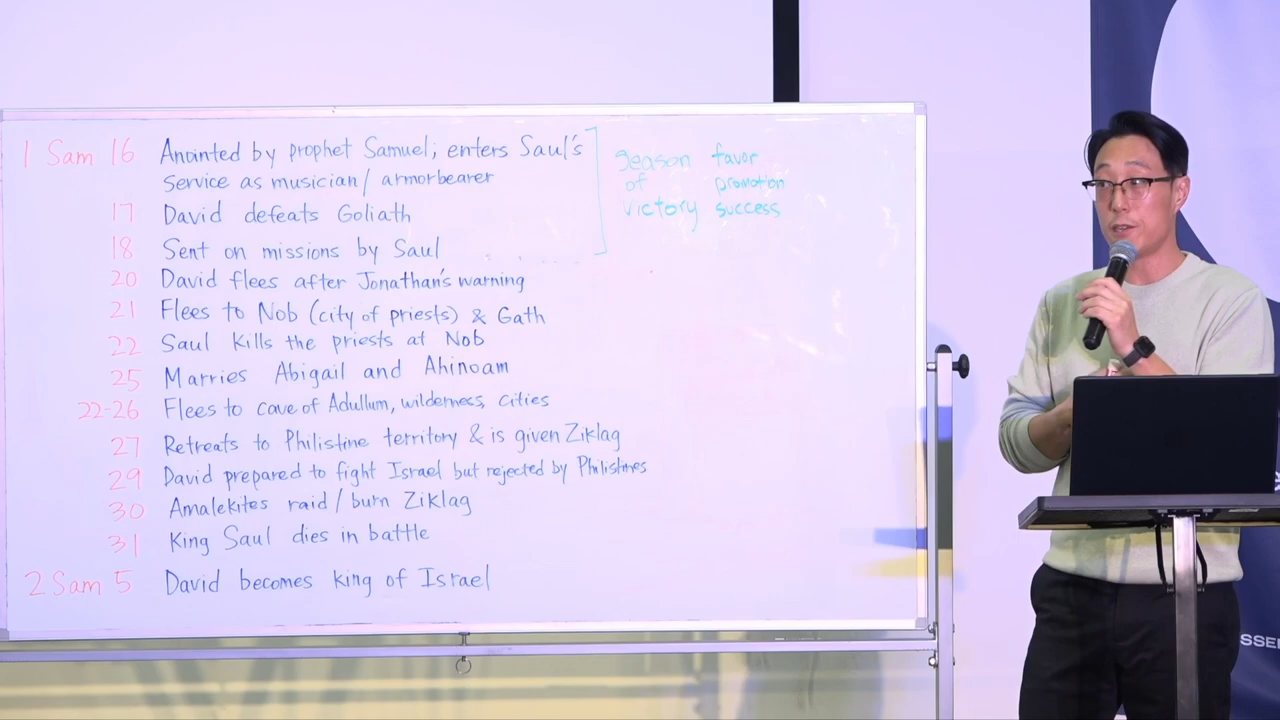 1 Sam 16 Anointed by prophet Samuel; enters Saul's
service as musician / armorbearer
17 David defeats Goliath
18 Sent on missions by Saul
season favor
of promotion
victory success
20 David flees after Jonathan's warning
21 Flees to Nob (city of priests) & Gath
22 Saul kills the priests at Nob
25 Marries Abigail and Ahinoam
22-26 Flees to cave of Adullum, wilderness, cities
27 Retreats to Philistine territory & is given Ziklag
29 David prepared to fight Israel but rejected by Philistines
30 Amalekites raid / burn Ziklag
31 King Saul dies in battle
2 Sam 5 David becomes king of Israel